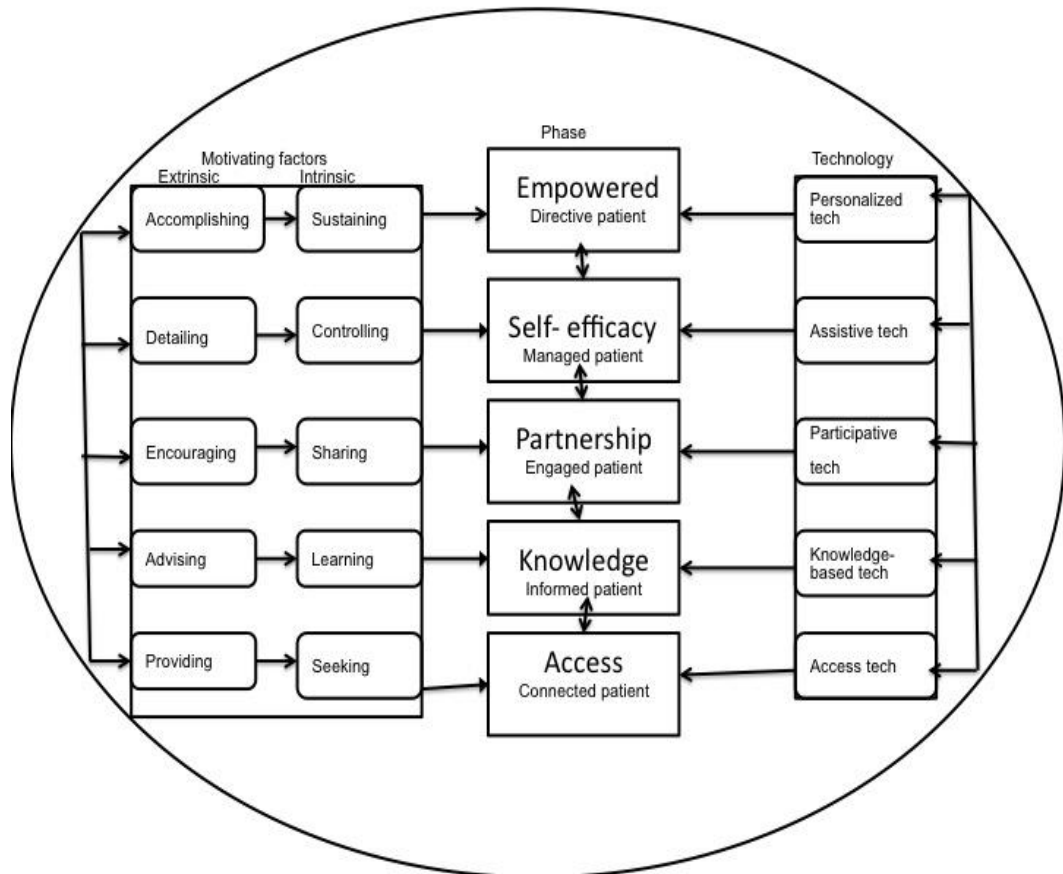 Phase
Motivating factors
Technology
Extrinsic
Intrinsic
Accomplishing
Sustaining
Empowered
Directive patient
Personalized
tech
Detailing
Controlling
Self- efficacy
Managed patient
Assistive tech
Encouraging
Sharing
Partnership
Engaged patient
Participative
tech
Advising
Learning
Knowledge
Informed patient
Knowledge-
based tech
Providing
Seeking
Access
Connected patient
Access tech